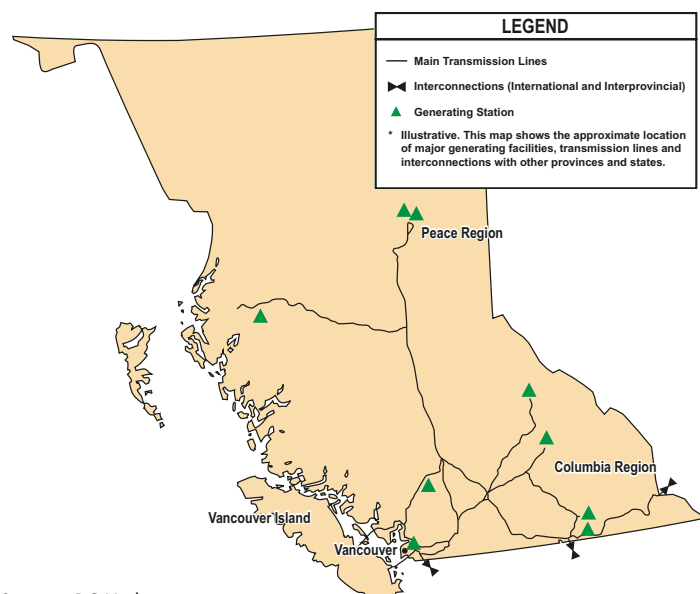 LEGEND
Main Transmission Lines
Interconnections (International and Interprovincial)
Generating Station
* Illustrative. This map shows the approximate location
of major generating facilities, transmission lines and
interconnections with other provinces and states.
Peace Region
Columbia Region
Vancouver Island
Vancouver